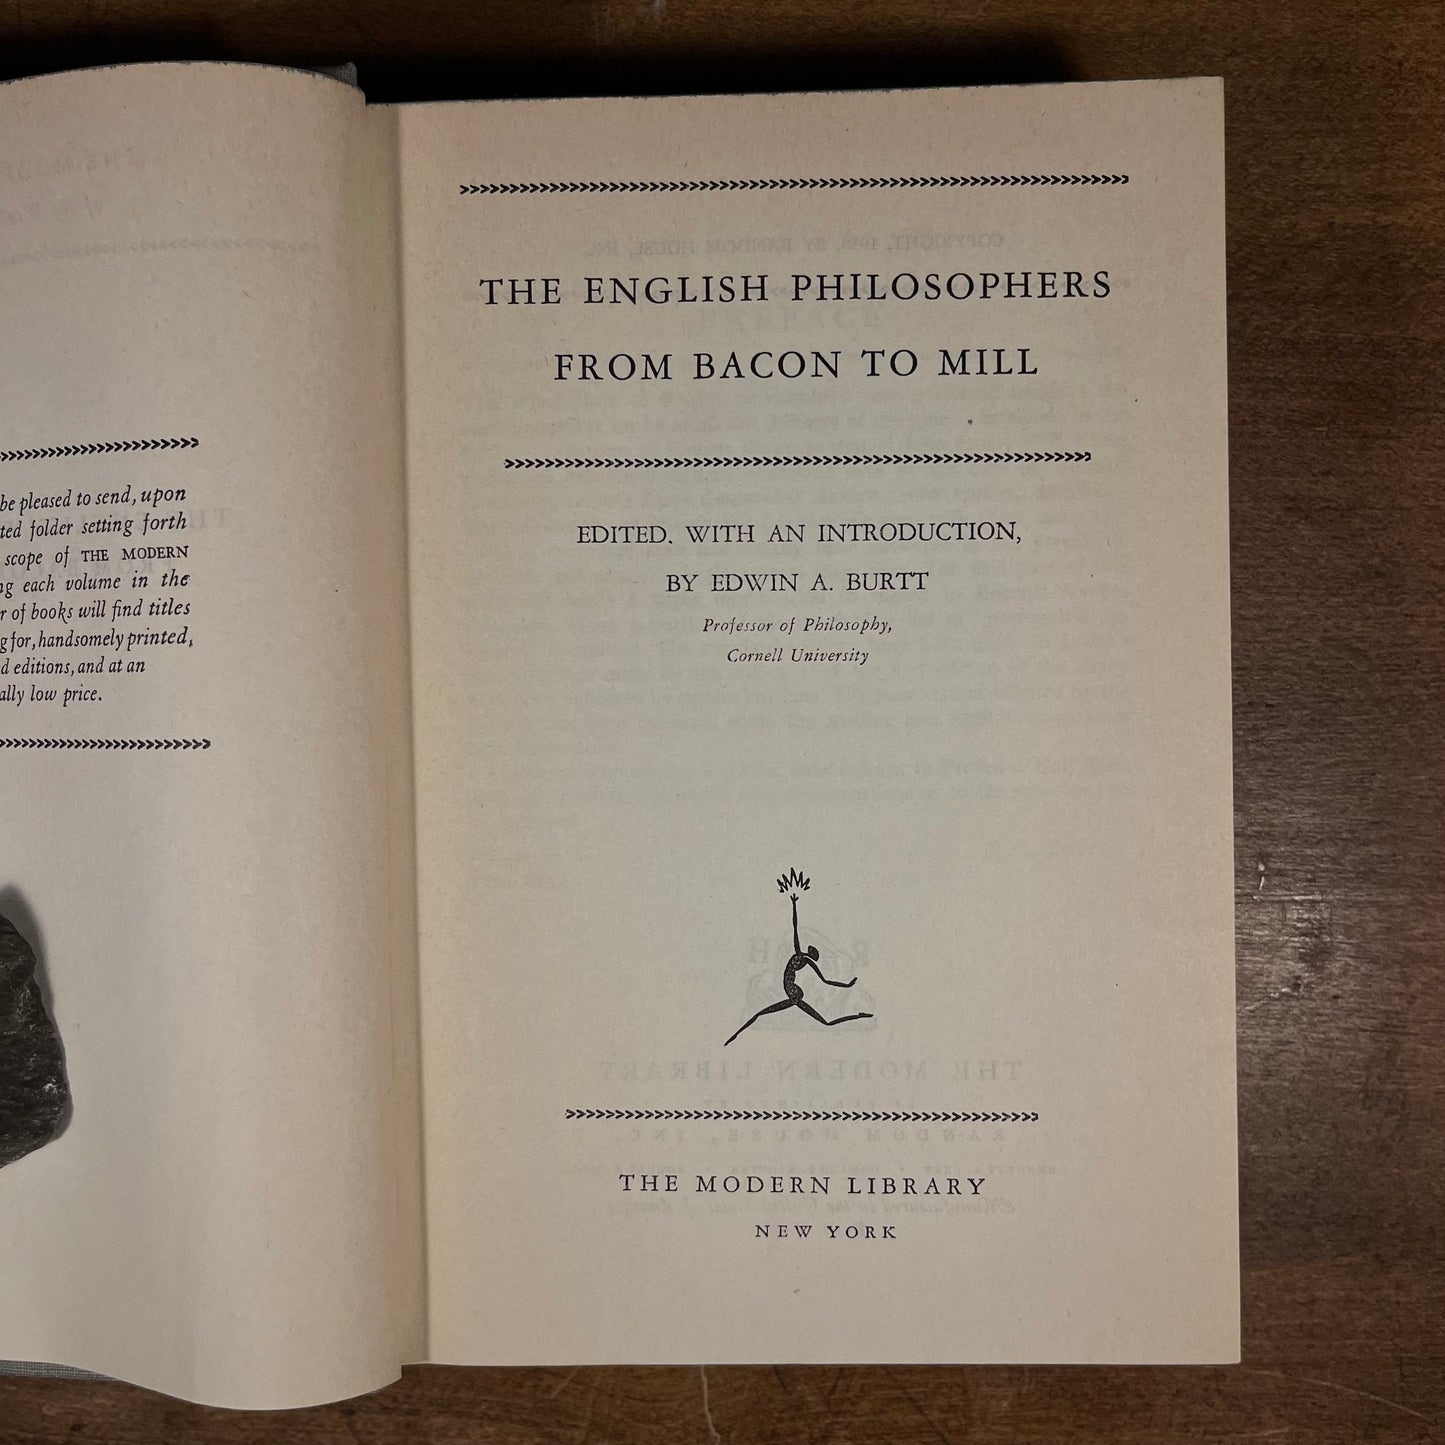 be pleased to send, upon
ted folder setting forth
scope of THE MODERN
ng each volume in the
r of books will find titles
g for, handsomely printed,
d editions, and at an
ally low price.
THE ENGLISH PHILOSOPHERS
FROM BACON TO MILL
EDITED, WITH AN INTRODUCTION,
BY EDWIN A. BURTT
Professor of Philosophy,
Cornell University
THE MODERN LIBRARY
NEW YORK